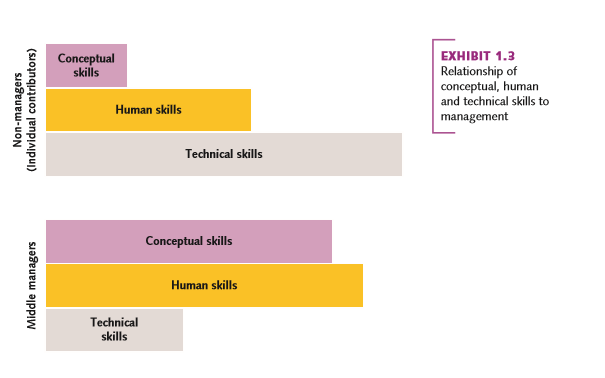 Non-managers
(Individual contributors)
Conceptual
skills
Human skills
Technical skills
EXHIBIT 1.3
Relationship of
conceptual, human
and technical skills to
management
Middle managers
Conceptual skills
Human skills
Technical
skills